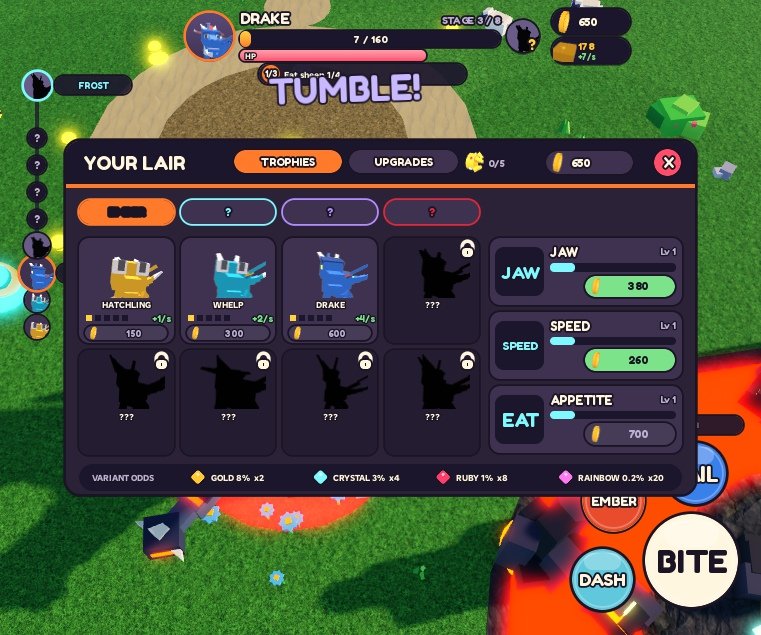 DRAKE
STAGE 3 / 8
7 / 160
HP
650
178
+7/s
?
1/3 Eat sheep 1/4
TUMBLE!
FROST
?
?
?
?
YOUR LAIR
TROPHIES
UPGRADES
0/5
650
X
?
?
?
HATCHLING
+1/s
150
WHELP
+2/s
300
DRAKE
+4/s
600
???
???
???
???
???
JAW
JAW
Lv 1
380
SPEED
SPEED
Lv 1
260
EAT
APPETITE
Lv 1
700
VARIANT ODDS
GOLD 8% x2
CRYSTAL 3% x4
RUBY 1% x8
RAINBOW 0.2% x20
EMBER
DASH
BITE